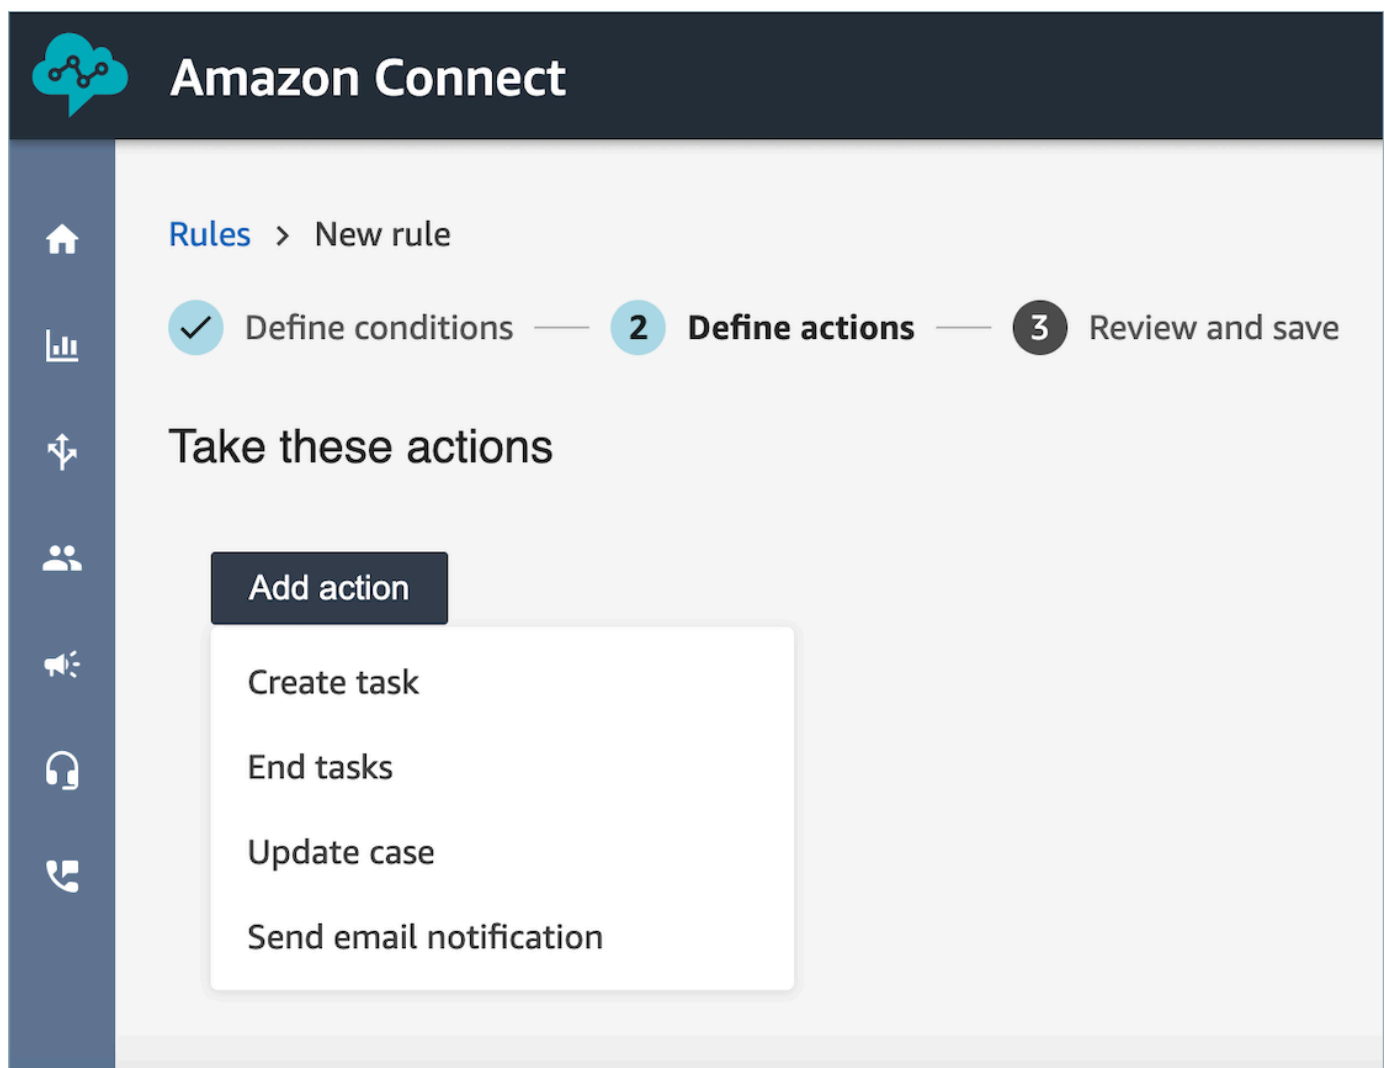 Amazon Connect
Rules > New rule
Define conditions 2 Define actions 3 Review and save
Take these actions
Add action
Create task
End tasks
Update case
Send email notification